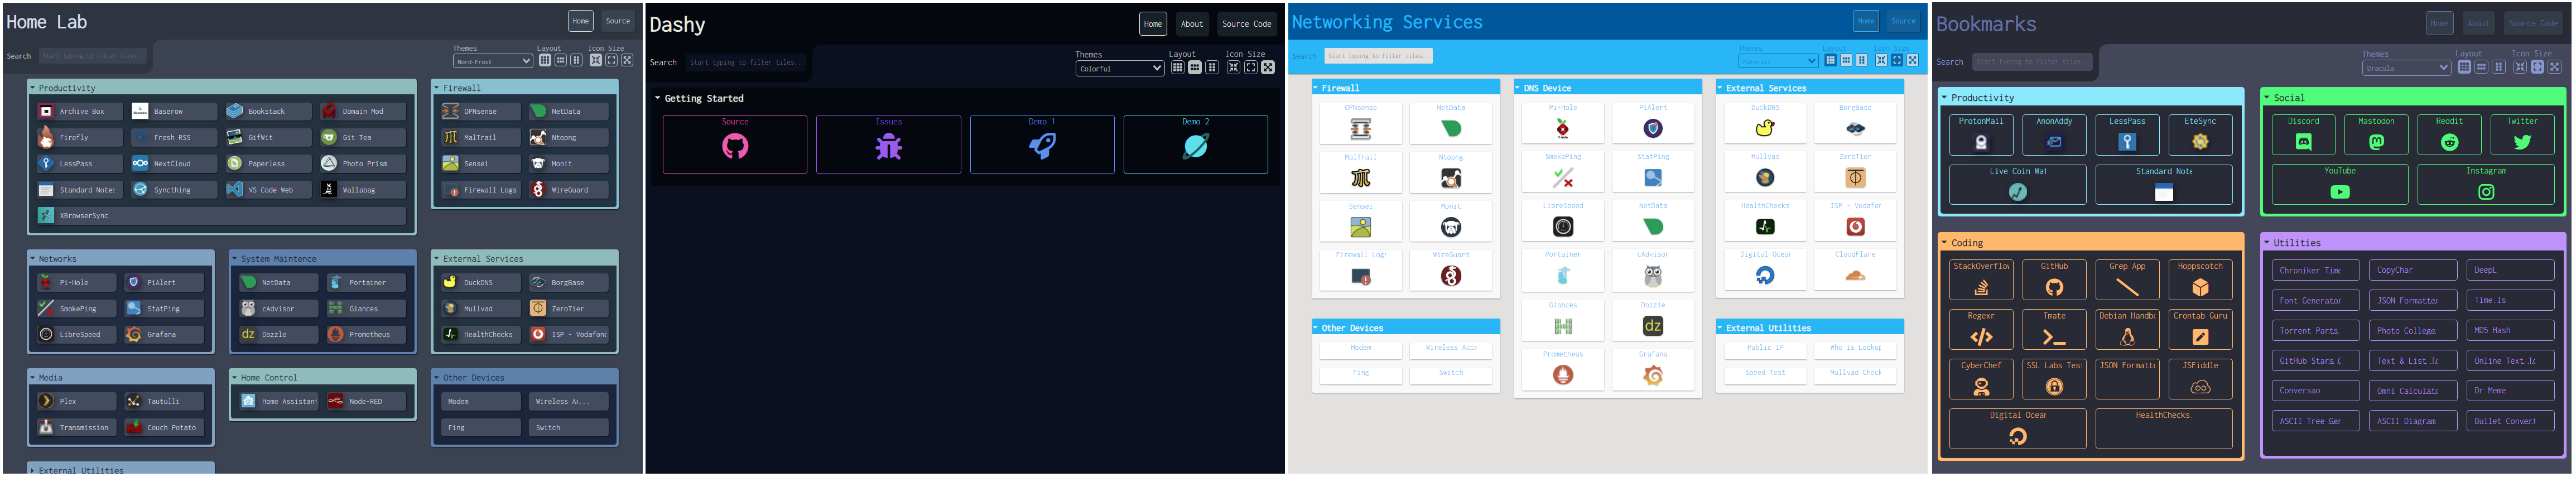 Home Lab
Home
Source
Search
Start typing to filter tiles..
Themes
Nord-Frost
Layout
Icon Size
Productivity
Archive Box
Baserow
Bookstack
Domain Mod
Firefly
Fresh RSS
GifWit
Git Tea
LessPass
NextCloud
Paperless
Photo Prism
Standard Notes
Syncthing
VS Code Web
Wallabag
XBrowserSync
Firewall
OPNsense
NetData
MalTrail
Ntopng
Sensei
Monit
Firewall Logs
WireGuard
Networks
Pi-Hole
PiAlert
SmokePing
StatPing
LibreSpeed
Grafana
System Maintence
NetData
Portainer
cAdvisor
Glances
Dozzle
Prometheus
External Services
DuckDNS
BorgBase
Mullvad
ZeroTier
HealthChecks
ISP - Vodafon
Media
Plex
Tautulli
Transmission
Couch Potato
Home Control
Home Assistant
Node-RED
Other Devices
Modem
Wireless Ac...
Fing
Switch
External Utilities
Dashy
Home
About
Source Code
Search
Start typing to filter tiles..
Themes
Colorful
Layout
Icon Size
Getting Started
Source
Issues
Demo 1
Demo 2
Networking Services
Home
Source
Search
Start typing to filter tiles..
Themes
Material
Layout
Icon Size
Firewall
OPNsense
NetData
MalTrail
Ntopng
Sensei
Monit
Firewall Log:
WireGuard
Other Devices
Modem
Wireless Acc
Fing
Switch
DNS Device
Pi-Hole
PiAlert
SmokePing
StatPing
LibreSpeed
NetData
Portainer
cAdvisor
Glances
Dozzle
Prometheus
Grafana
External Services
DuckDNS
BorgBase
Mullvad
ZeroTier
HealthChecks
ISP - Vodafon
Digital Ocear
CloudFlare
External Utilities
Public IP
Who Is Lookup
Speed Test
Mullvad Check
Bookmarks
Home
About
Source Code
Search
Start typing to filter tiles..
Themes
Dracula
Layout
Icon Size
Productivity
ProtonMail
AnonAddy
LessPass
EteSync
Live Coin Wat
Standard Note
Social
Discord
Mastodon
Reddit
Twitter
YouTube
Instagram
Coding
StackOverflow
GitHub
Grep App
Hoppscotch
Regexr
Tmate
Debian Handbo
Crontab Guru
CyberChef
SSL Labs Test
JSON Formatte
JSFiddle
Digital Ocear
HealthChecks.
Utilities
Chroniker Time
CopyChar
DeepL
Font Generator
JSON Formatter
Time.Is
Torrent Parts
Photo College
MD5 Hash
GitHub Stars
Text & List To
Online Text To
Conversao
Omni Calculato
Dr Meme
ASCII Tree Ger
ASCII Diagram
Bullet Convert